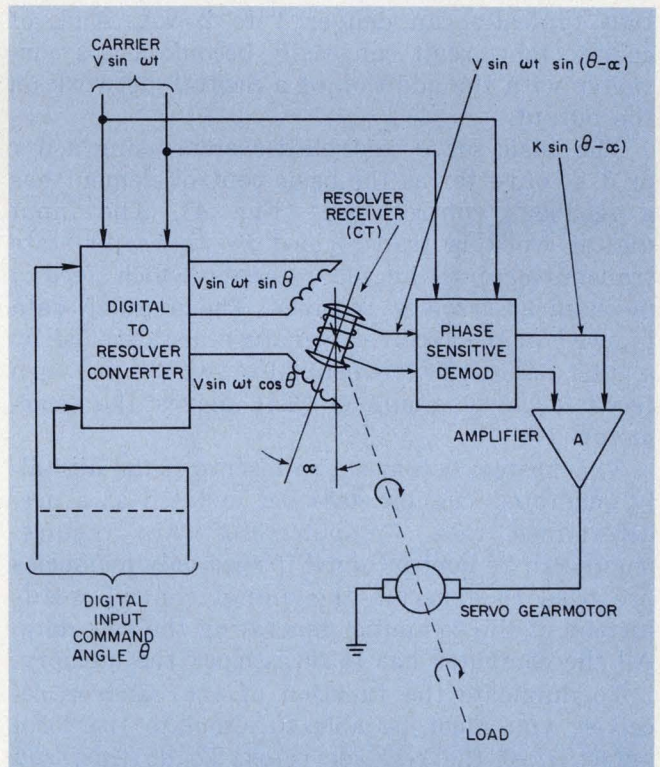 CARRIER
V sin ωt
V sin ωt sin (θ-α)
K sin (θ-α)
RESOLVER
RECEIVER
(CT)
V sin ωt sin θ
DIGITAL
TO
RESOLVER
CONVERTER
PHASE
SENSITIVE
DEMOD
V sin ωt cos θ
AMPLIFIER
A
α
DIGITAL
INPUT
COMMAND
ANGLE θ
SERVO GEARMOTOR
LOAD